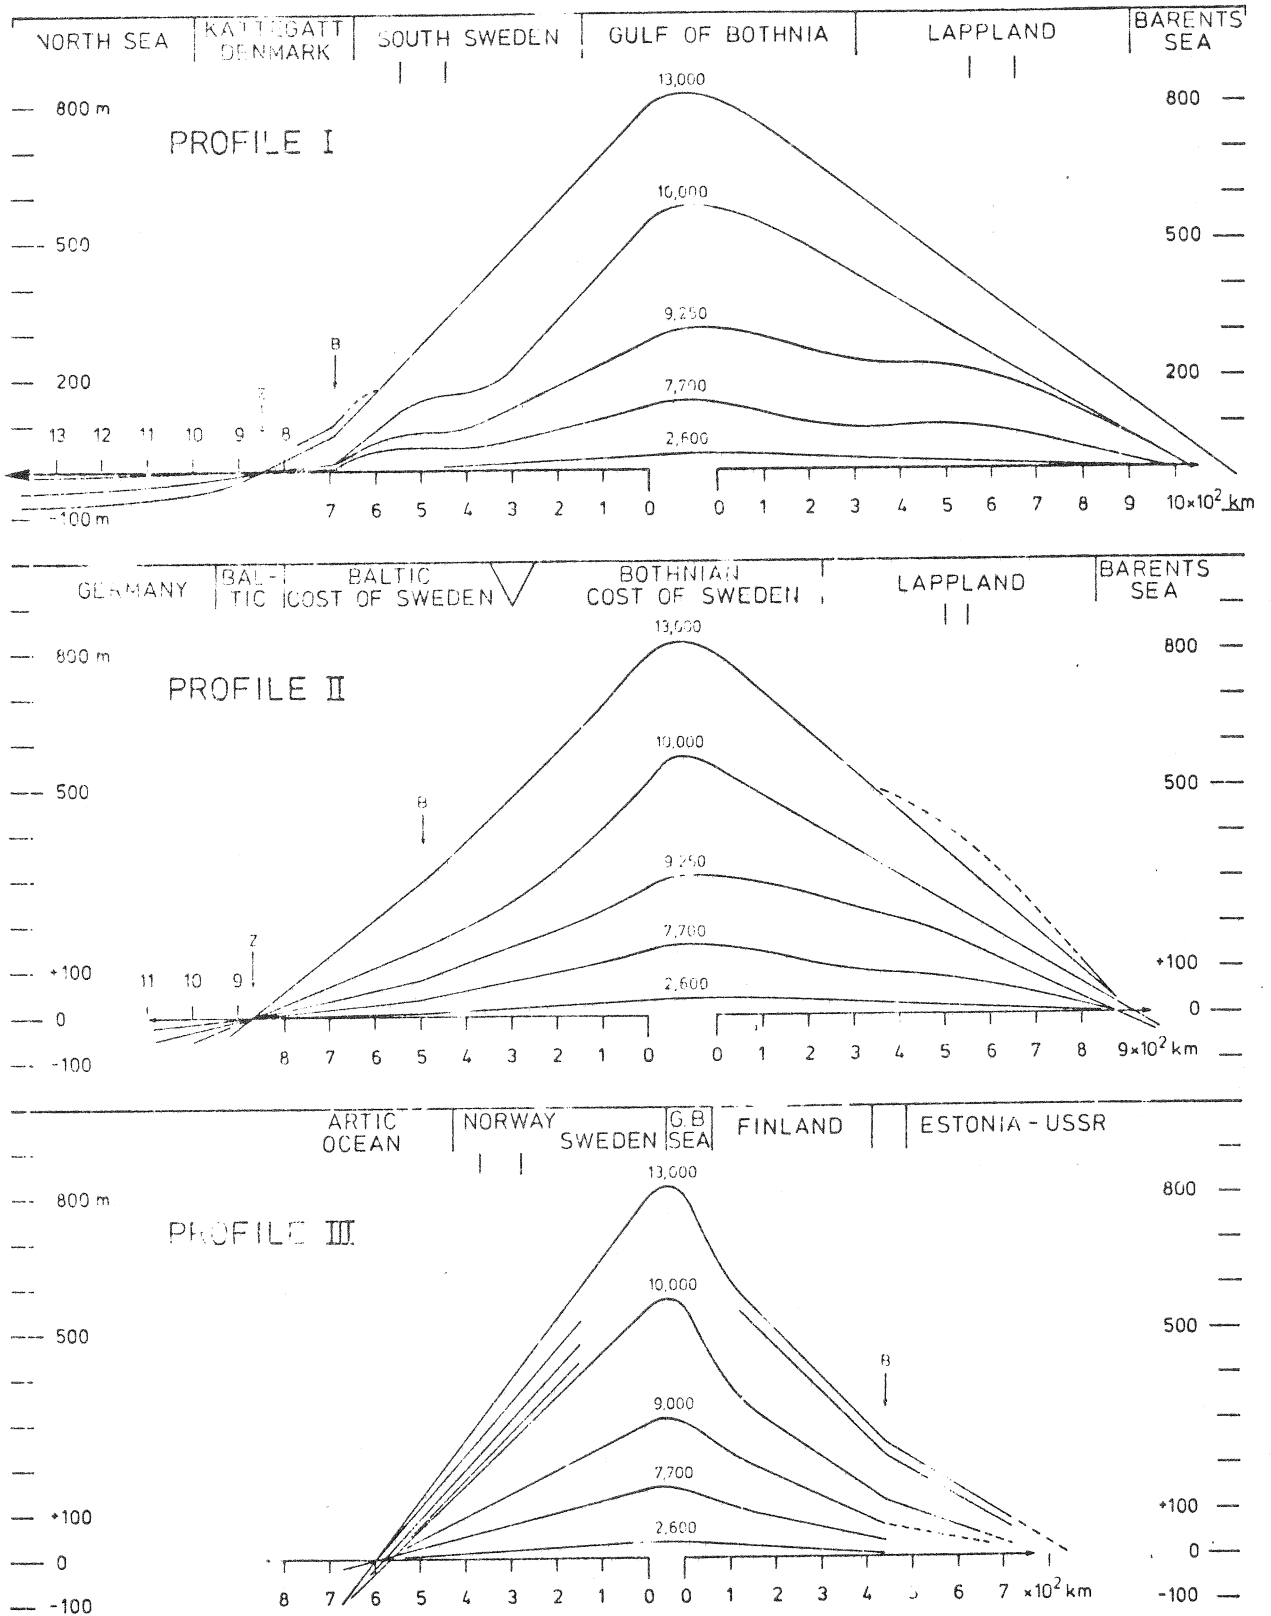 NORTH SEA
KATTEGATT
DENMARK
SOUTH SWEDEN
GULF OF BOTHNIA
LAPPLAND
BARENTS
SEA
13,000
800 m
800
PROFILE I
10,000
500
500
9,250
B
200
200
Z
7,700
13 12 11 10 9 8
2,600
-100 m
7 6 5 4 3 2 1 0 0 1 2 3 4 5 6 7 8 9 10×10² km
GERMANY
BAL-
TIC
BALTIC
COST OF SWEDEN
BOTHNIAN
COST OF SWEDEN
LAPPLAND
BARENTS
SEA
13,000
800 m
800
PROFILE II
10,000
500
500
B
9,250
Z
7,700
+100
+100
11 10 9
2,600
0
0
-100
8 7 6 5 4 3 2 1 0 0 1 2 3 4 5 6 7 8 9×10² km
ARTIC
OCEAN
NORWAY
SWEDEN
G.B
SEA
FINLAND
ESTONIA - USSR
13,000
800 m
800
PROFILE III
10,000
500
500
B
9,000
7,700
+100
+100
2,600
0
0
8 7 6 5 4 3 2 1 0 0 1 2 3 4 5 6 7 ×10² km
-100
-100